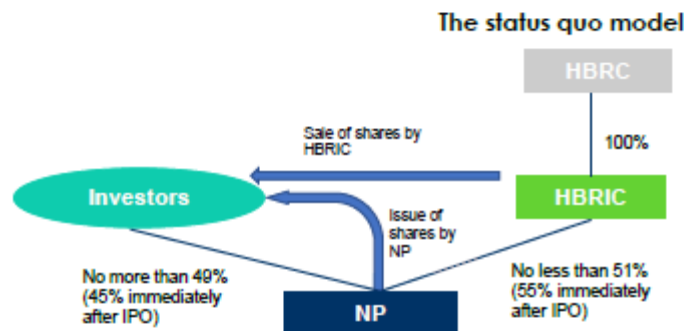 The status quo model
HBRC
Sale of shares by
HBRIC
100%
Investors
HBRIC
Issue of
shares by
NP
No more than 49%
(45% immediately
after IPO)
No less than 51%
(55% immediately
after IPO)
NP